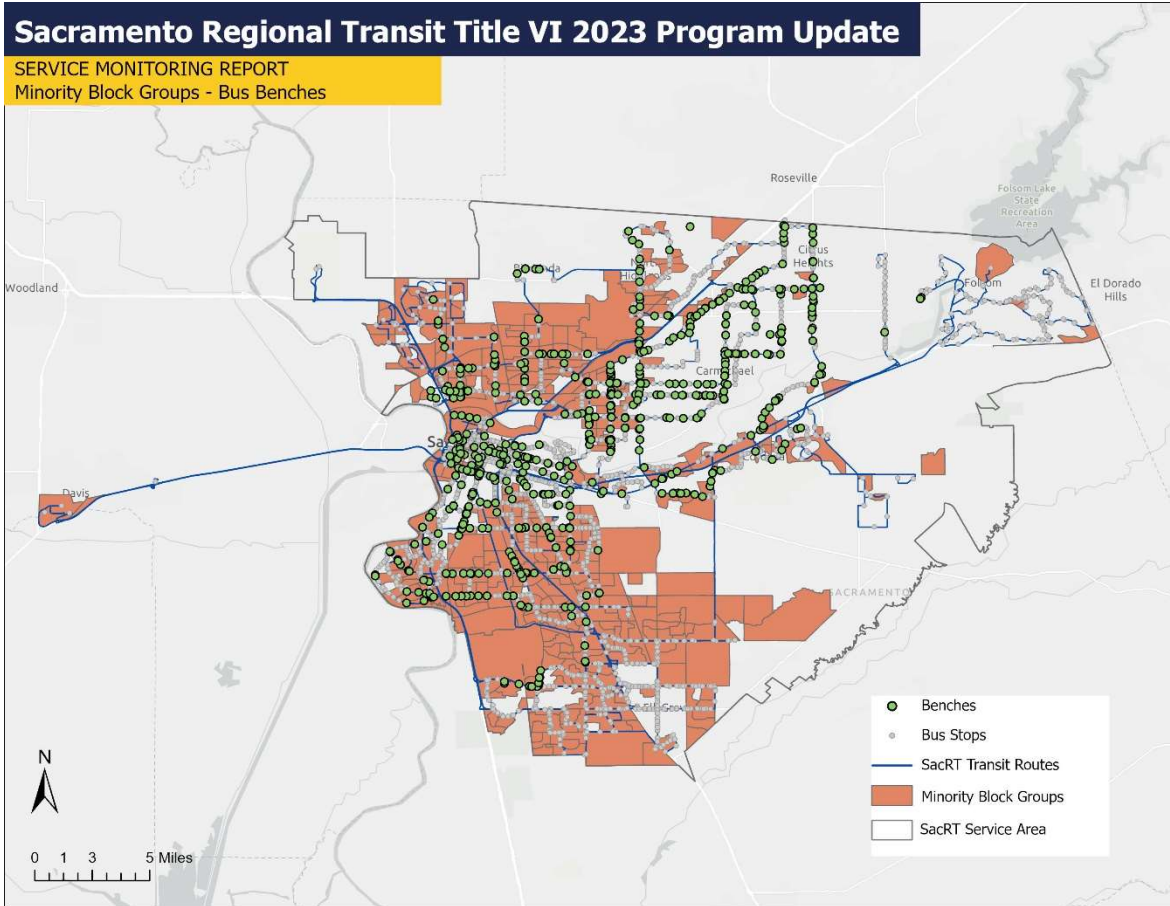 Sacramento Regional Transit Title VI 2023 Program Update
SERVICE MONITORING REPORT
Minority Block Groups - Bus Benches
Roseville
Folsom Lake
State
Recreation
Area
Citrus
Heights
Woodland
Folsom
El Dorado
Hills
Carmichael
Davis
SACRAMENTO
N
0 1 3 5 Miles
Benches
Bus Stops
SacRT Transit Routes
Minority Block Groups
SacRT Service Area